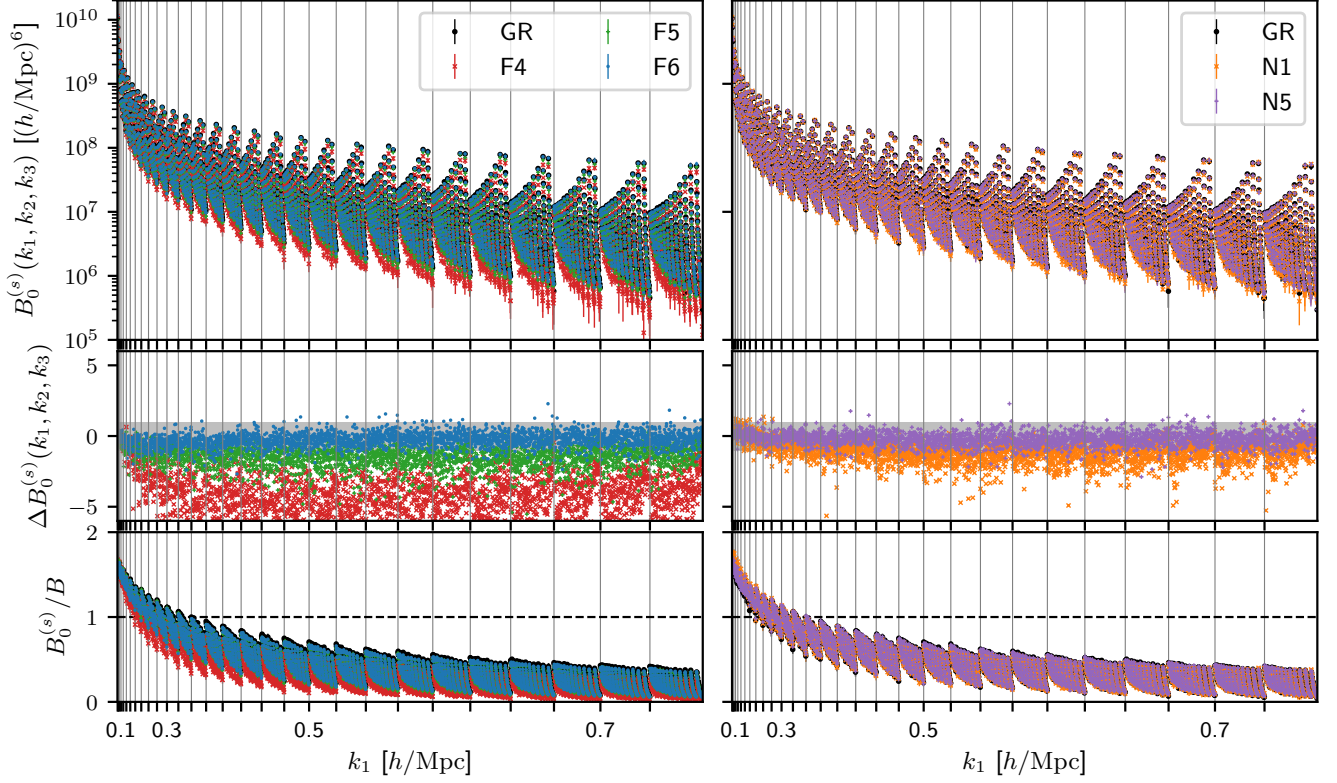 10^{10}
10^9
10^8
10^7
10^6
10^5
B_0^{(s)}(k_1, k_2, k_3) [(h/Mpc)^6]
GR
F4
F5
F6
GR
N1
N5
5
0
−5
ΔB_0^{(s)}(k_1, k_2, k_3)
2
1
0
B_0^{(s)}/B
0.1 0.3 0.5 0.7
k_1 [h/Mpc]
0.1 0.3 0.5 0.7
k_1 [h/Mpc]